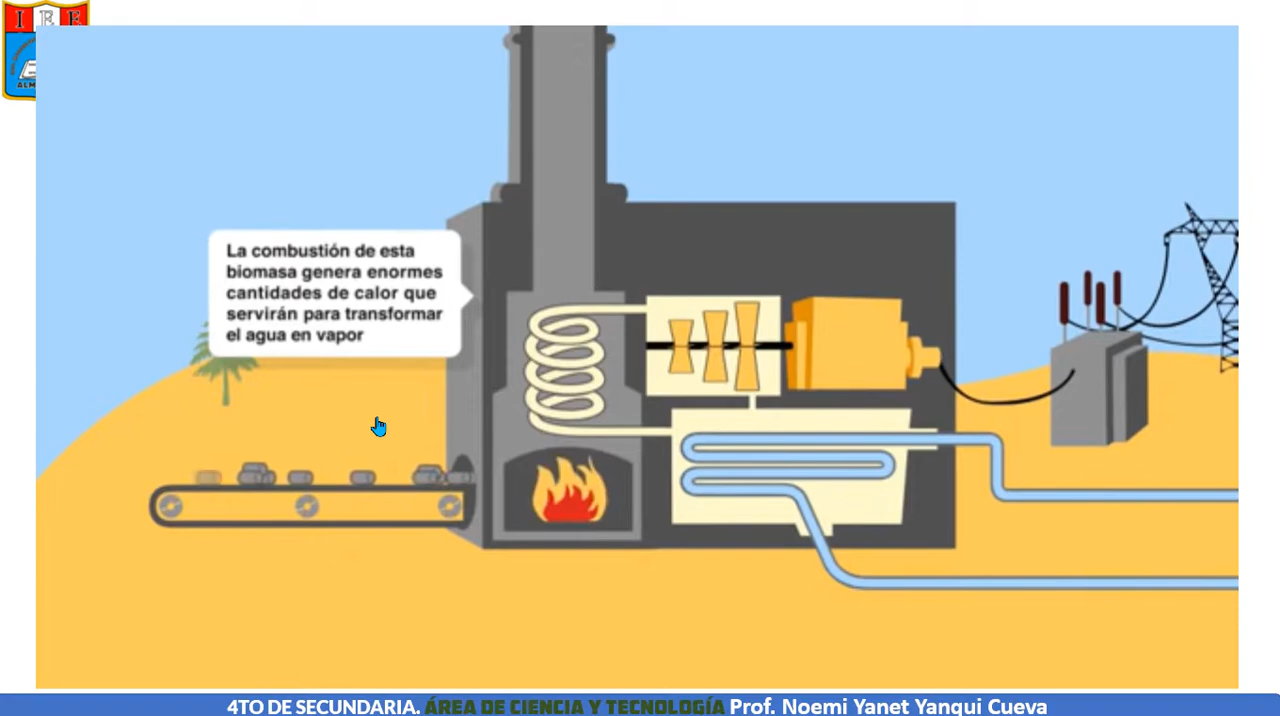 I E E
ALM
La combustión de esta
biomasa genera enormes
cantidades de calor que
servirán para transformar
el agua en vapor
4TO DE SECUNDARIA. ÁREA DE CIENCIA Y TECNOLOGÍA Prof. Noemi Yanet Yanqui Cueva